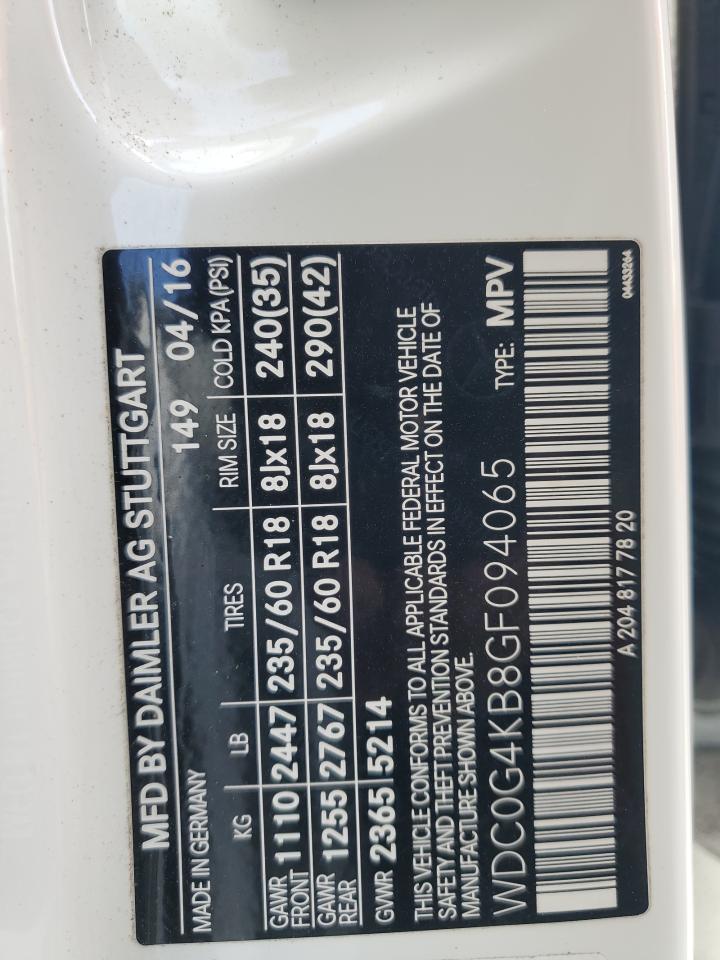 MFD BY DAIMLER AG STUTTGART
MADE IN GERMANY 149 04/16
KG LB TIRES RIM SIZE COLD KPA(PSI)
GAWR FRONT 1110 2447 235/60 R18 8Jx18 240(35)
GAWR REAR 1255 2767 235/60 R18 8Jx18 290(42)
GVWR 2365 5214
THIS VEHICLE CONFORMS TO ALL APPLICABLE FEDERAL MOTOR VEHICLE
SAFETY AND THEFT PREVENTION STANDARDS IN EFFECT ON THE DATE OF
MANUFACTURE SHOWN ABOVE.
WDC0G4KB8GF094065 TYPE: MPV
A 204 817 78 20 04433264